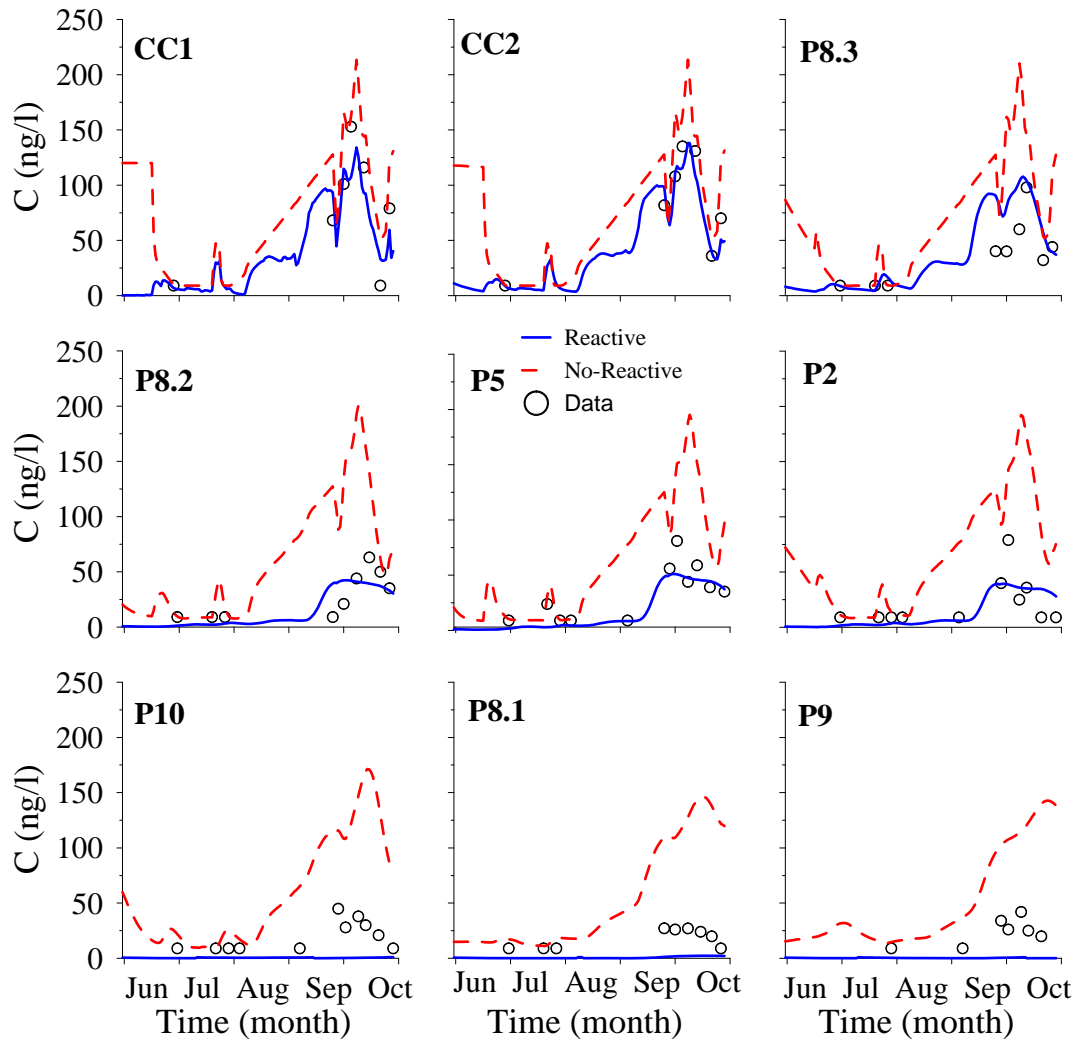 250
200
150
100
50
0
C (ng/l)
CC1
CC2
P8.3
250
200
150
100
50
0
C (ng/l)
P8.2
P5
P2
Reactive
No-Reactive
Data
250
200
150
100
50
0
C (ng/l)
P10
P8.1
P9
Jun Jul Aug Sep Oct
Jun Jul Aug Sep Oct
Jun Jul Aug Sep Oct
Time (month)
Time (month)
Time (month)